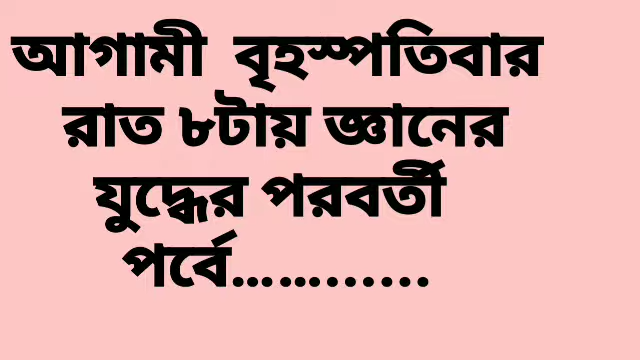 আগামী বৃহস্পতিবার
রাত ৮টায় জ্ঞানের
যুদ্ধের পরবর্তী
পর্বে...……......